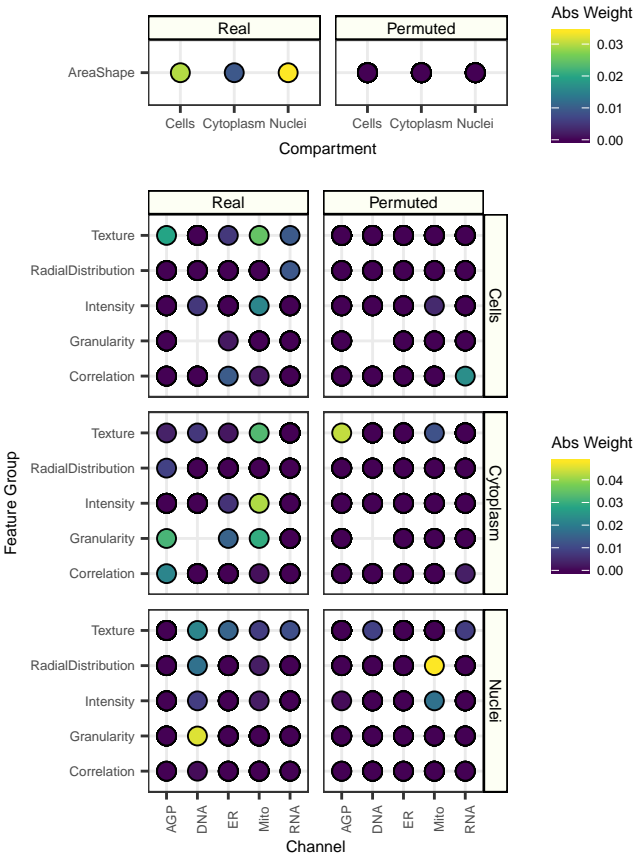 Real
Permuted
AreaShape
Cells
Cytoplasm
Nuclei
Cells
Cytoplasm
Nuclei
Compartment
Abs Weight
0.03
0.02
0.01
0.00
Real
Permuted
Feature Group
Texture
RadialDistribution
Intensity
Granularity
Correlation
Cells
Texture
RadialDistribution
Intensity
Granularity
Correlation
Cytoplasm
Texture
RadialDistribution
Intensity
Granularity
Correlation
Nuclei
AGP
DNA
ER
Mito
RNA
AGP
DNA
ER
Mito
RNA
Channel
Abs Weight
0.04
0.03
0.02
0.01
0.00